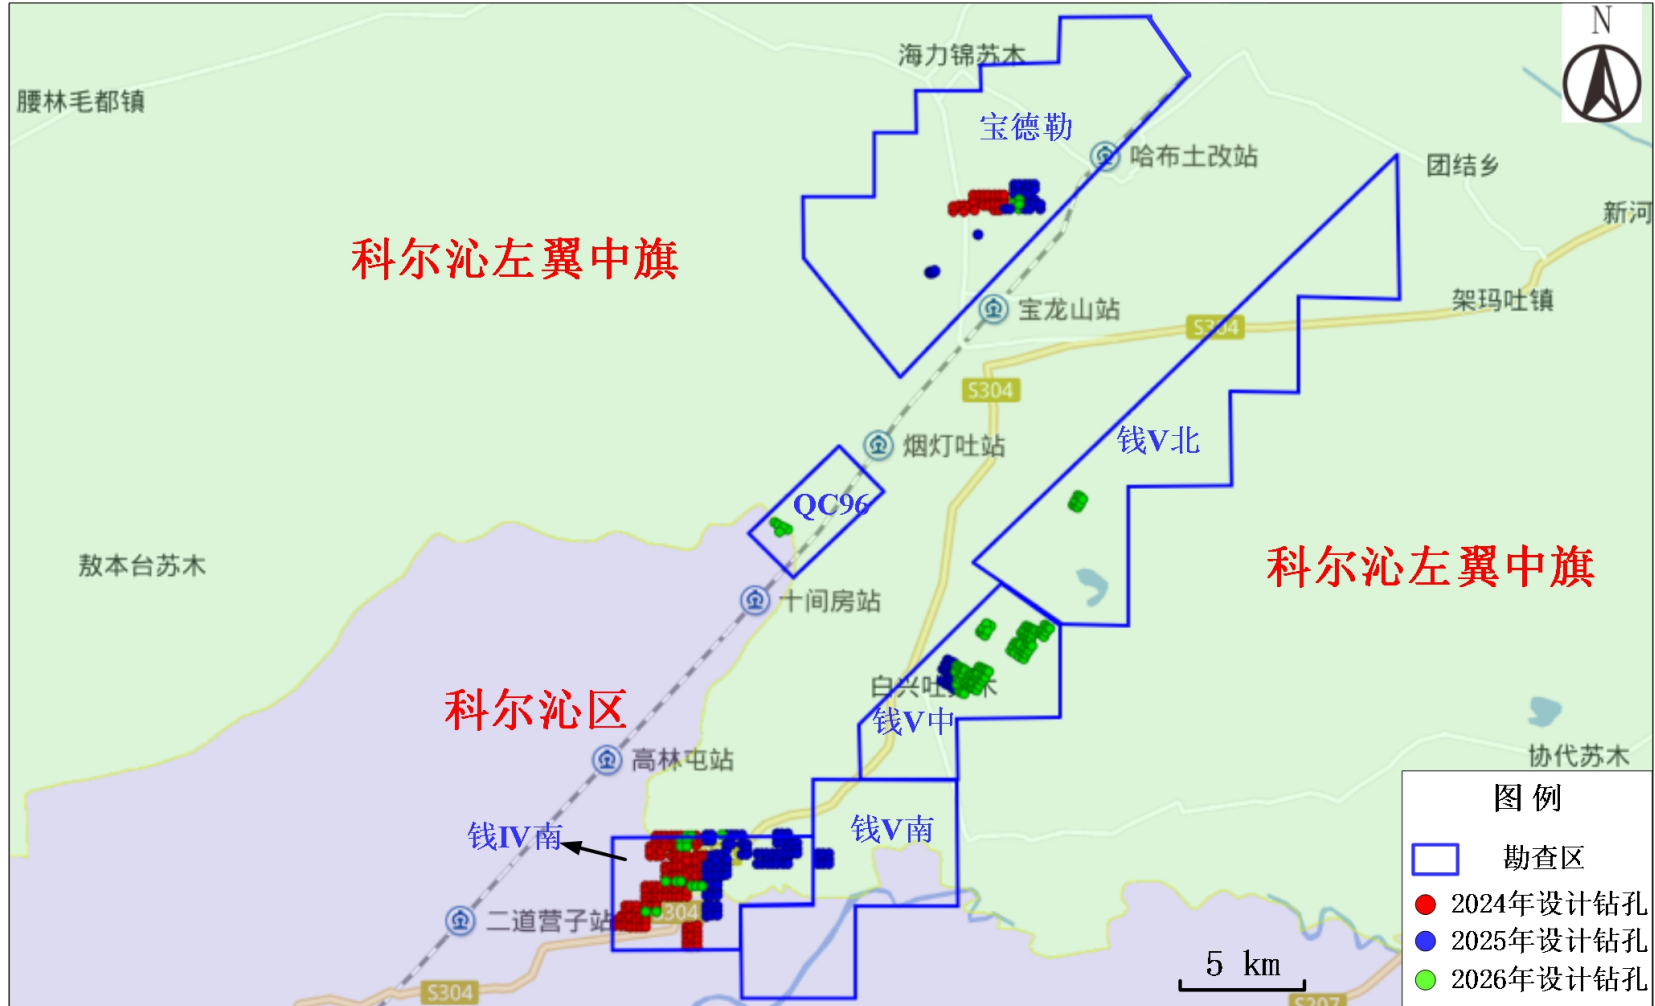 N
海力锦苏木
腰林毛都镇
宝德勒
哈布土改站
团结乡
新河
科尔沁左翼中旗
宝龙山站
架玛吐镇
S304
S304
钱V北
烟灯吐站
QC96
敖本台苏木
科尔沁左翼中旗
十间房站
白兴吐
木
科尔沁区
钱V中
高林屯站
协代苏木
钱IV南
钱V南
二道营子站
304
S304
5 km
S207
图例
勘查区
2024年设计钻孔
2025年设计钻孔
2026年设计钻孔